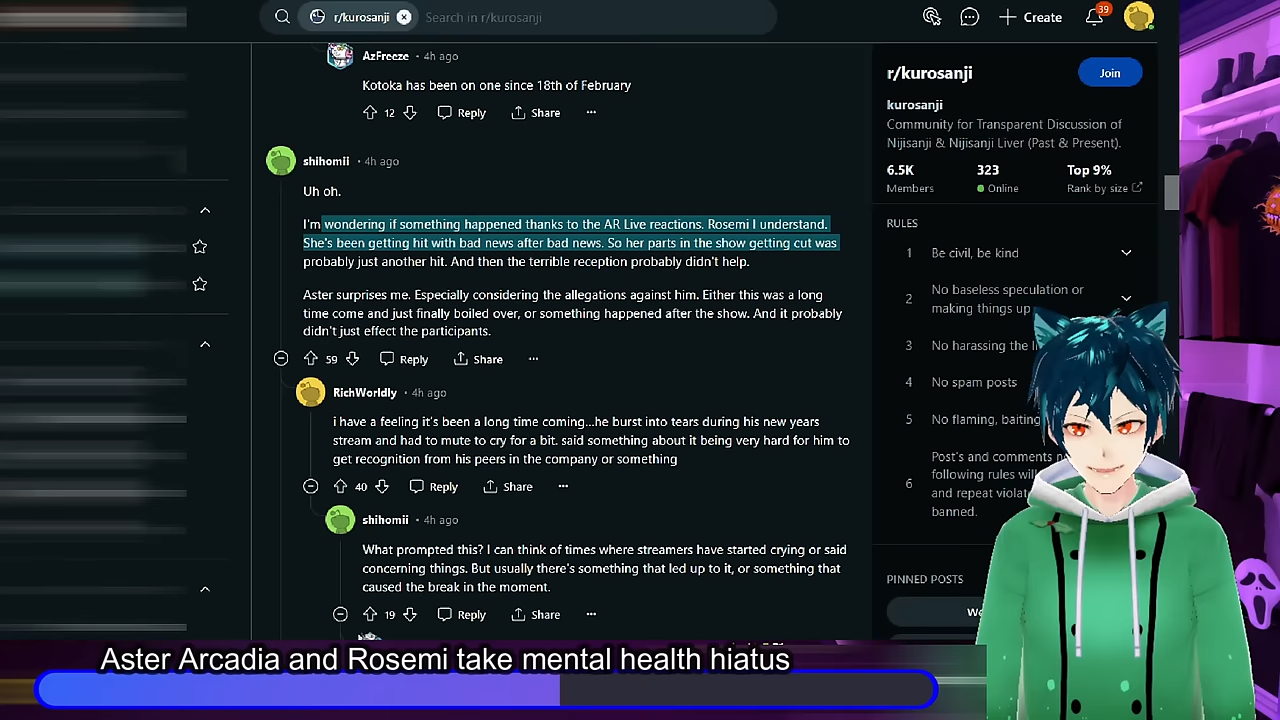 r/kurosanji
Search in r/kurosanji
Create
39
AzFreeze • 4h ago
Kotoka has been on one since 18th of February
12 Reply Share
shihomii • 4h ago
Uh oh.
I'm wondering if something happened thanks to the AR Live reactions. Rosemi I understand.
She's been getting hit with bad news after bad news. So her parts in the show getting cut was
probably just another hit. And then the terrible reception probably didn't help.
Aster surprises me. Especially considering the allegations against him. Either this was a long
time come and just finally boiled over, or something happened after the show. And it probably
didn't just effect the participants.
59 Reply Share
RichWorldly • 4h ago
i have a feeling it's been a long time coming...he burst into tears during his new years
stream and had to mute to cry for a bit. said something about it being very hard for him to
get recognition from his peers in the company or something
40 Reply Share
shihomii • 4h ago
What prompted this? I can think of times where streamers have started crying or said
concerning things. But usually there's something that led up to it, or something that
caused the break in the moment.
19 Reply Share
r/kurosanji
Join
kurosanji
Community for Transparent Discussion of
Nijisanji & Nijisanji Liver (Past & Present).
6.5K 323 Top 9%
Members Online Rank by size
RULES
1 Be civil, be kind
2 No baseless speculation or
making things up
3 No harassing the
4 No spam posts
5 No flaming, baiting
6 Post's and comments
following rules
and repeat
banned.
PINNED POSTS
Aster Arcadia and Rosemi take mental health hiatus